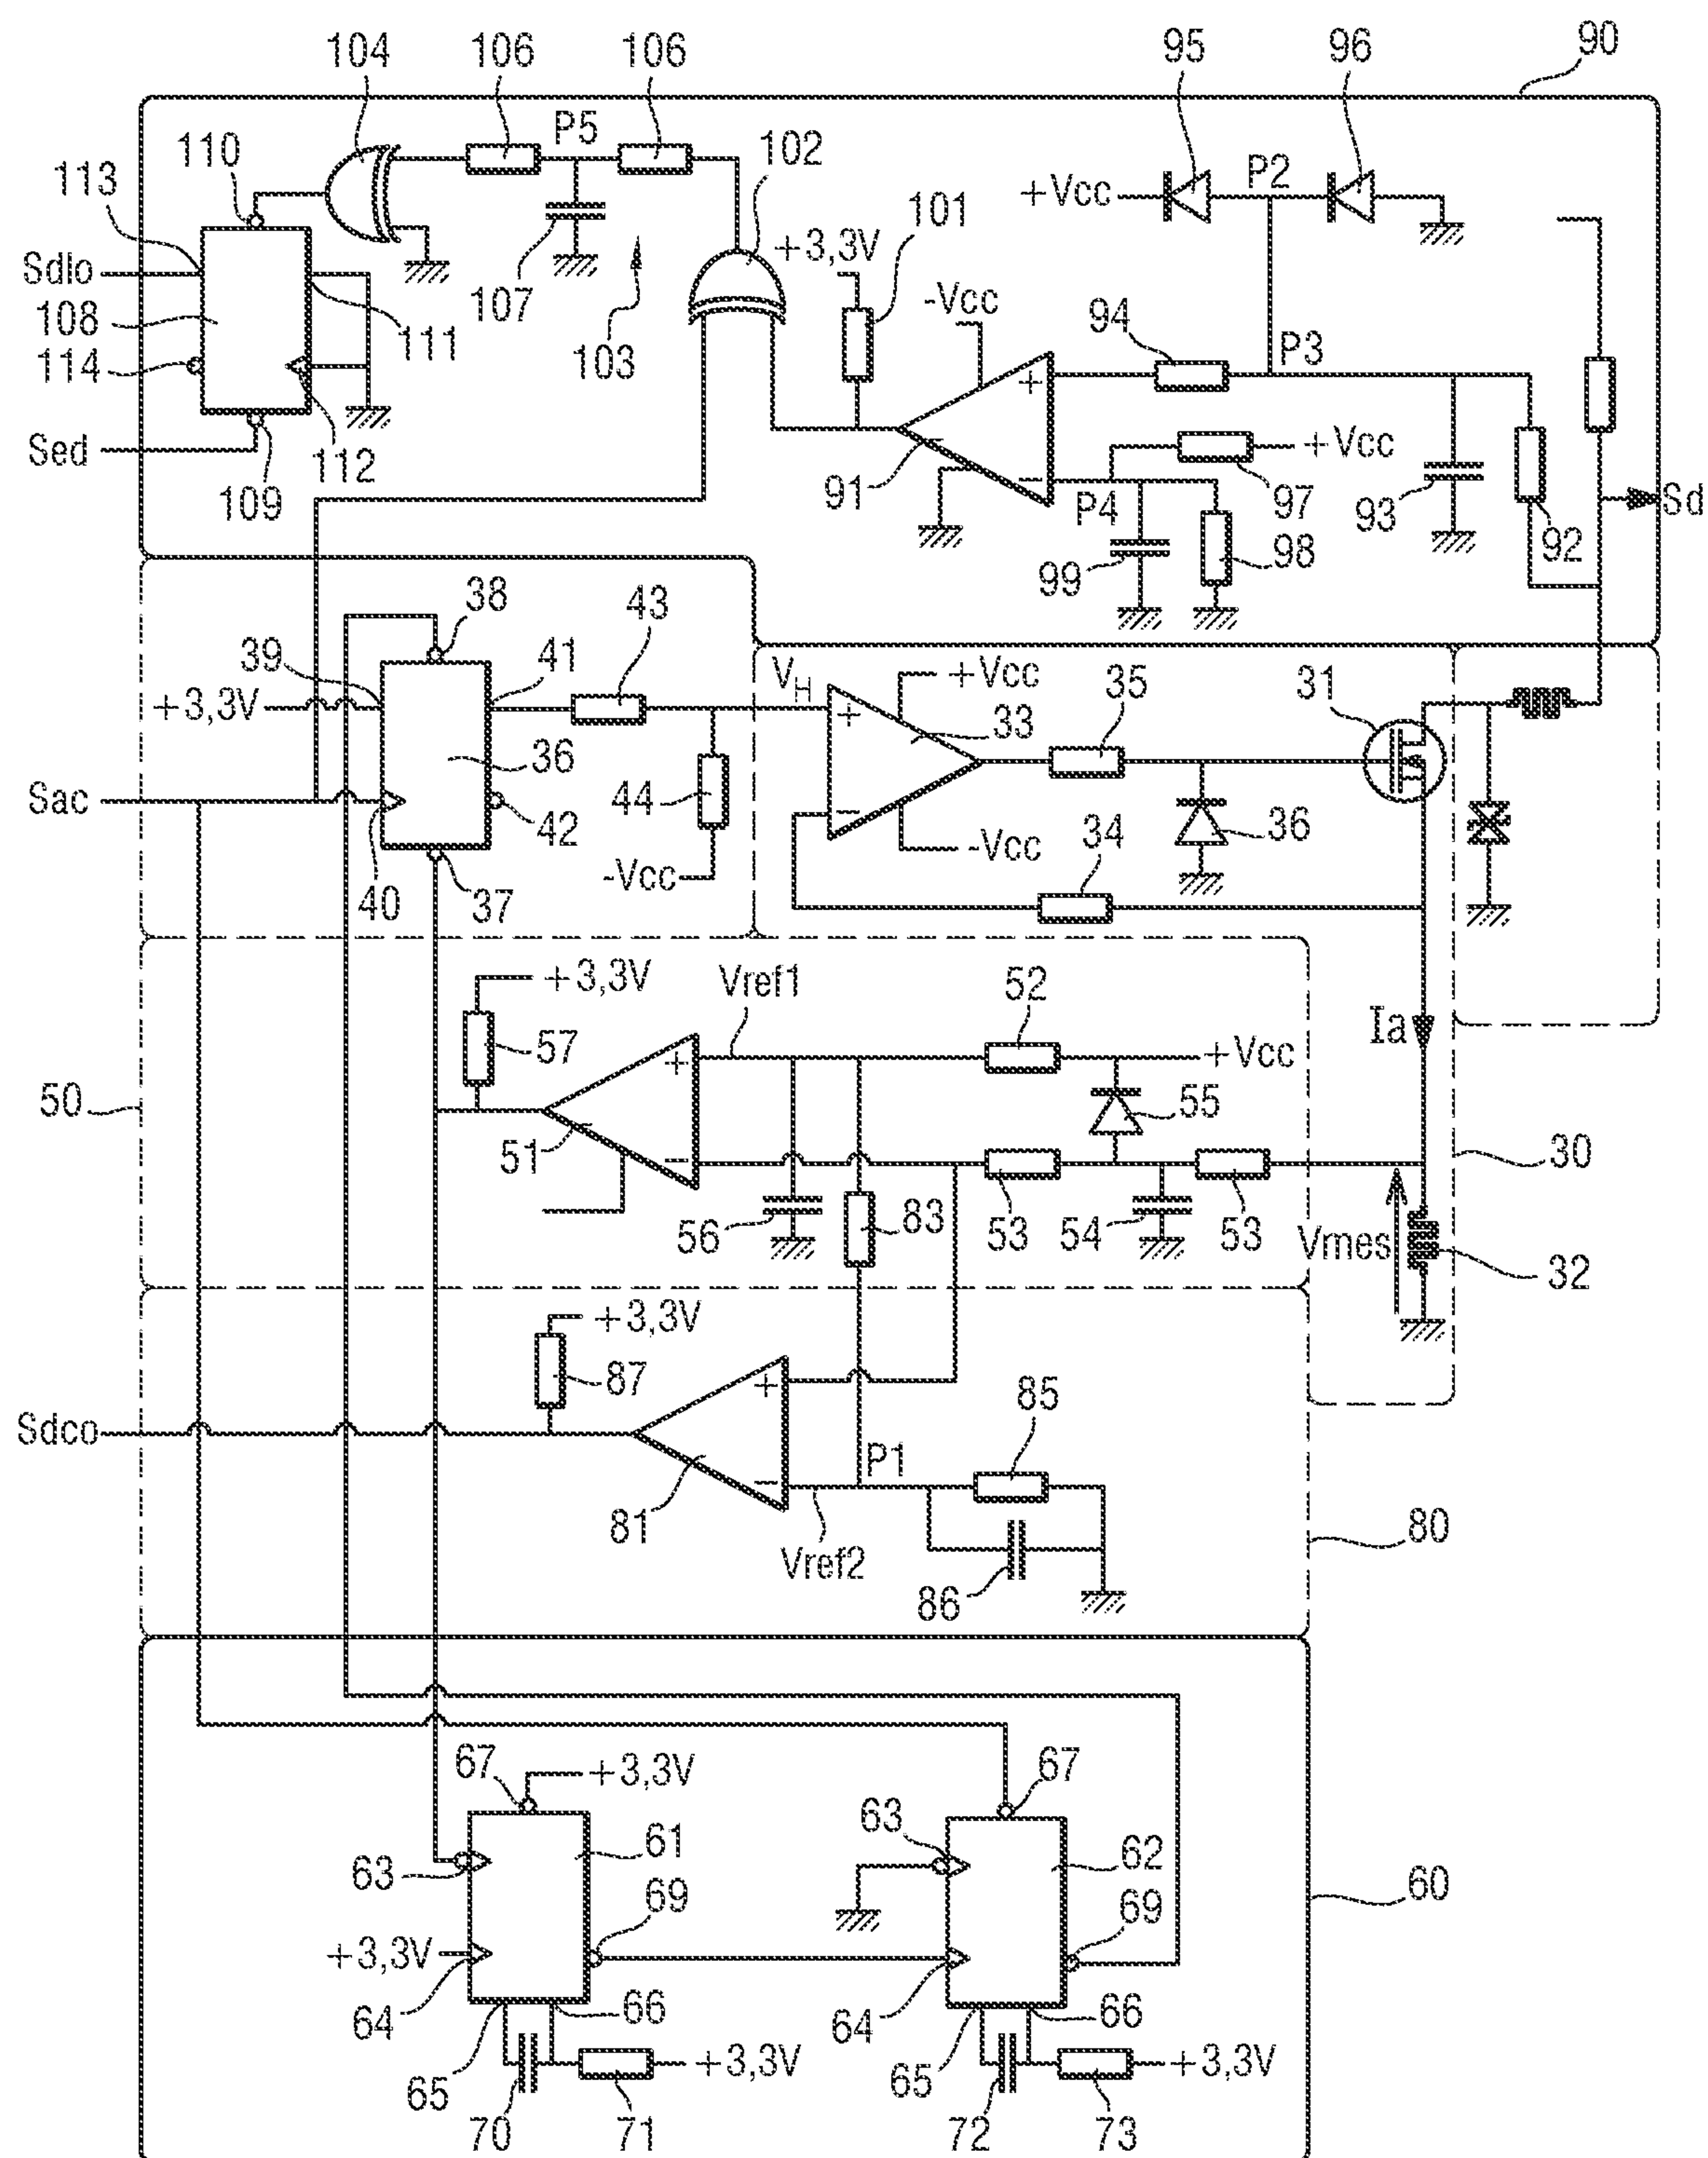 104
106
106
95
96
90
P5
110
102
113
+Vcc
P2
101
+3,3V
Sdlo
107
-Vcc
108
94
P3
111
103
114
+Vcc
Sed
112
91
P4
97
93
Sd
109
99
98
92
38
43
39
41
VH
+Vcc
35
31
+3,3V
33
36
Sac
44
42
36
-Vcc
34
-Vcc
40
37
+3,3V
Vref1
52
Ia
57
+Vcc
50
55
51
30
83
56
53
54
53
Vmes
32
+3,3V
87
85
Sdco
P1
81
80
Vref2
86
67
+3,3V
67
63
61
62
63
69
69
60
+3,3V
64
66
64
66
+3,3V
+3,3V
65
65
70
71
72
73